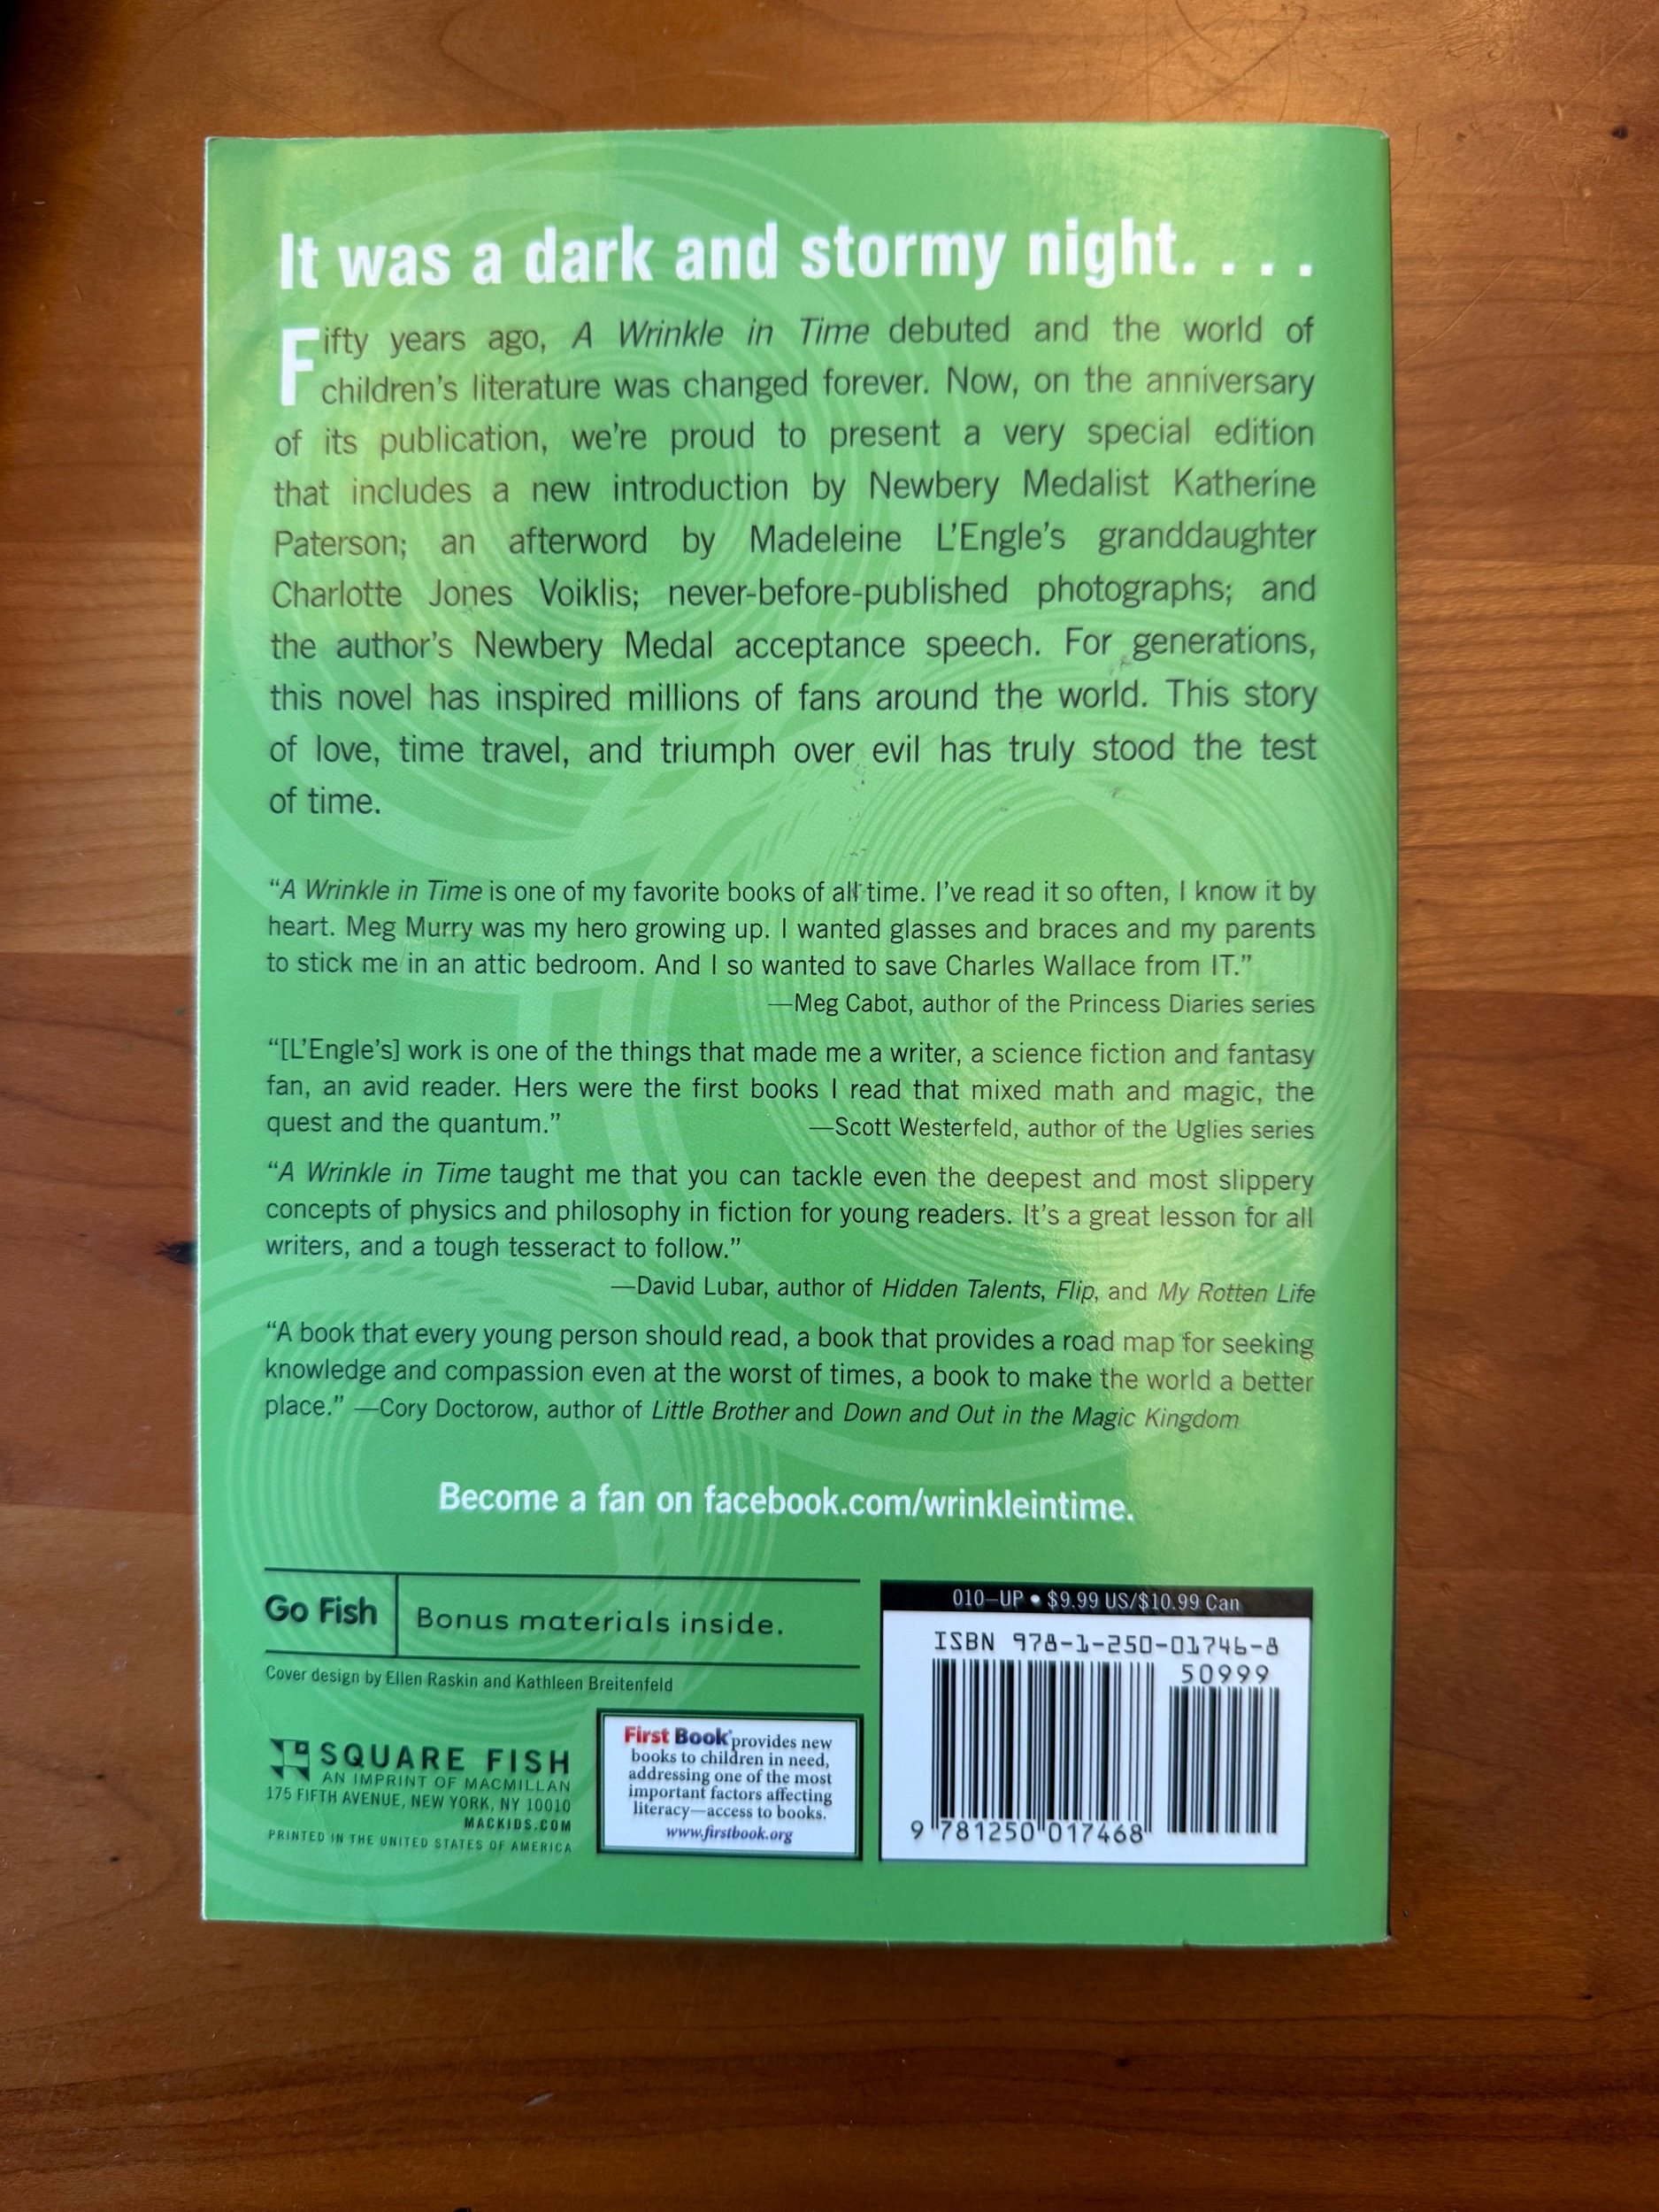 It was a dark and stormy night. . . .
Fifty years ago, A Wrinkle in Time debuted and the world of
children's literature was changed forever. Now, on the anniversary
of its publication, we're proud to present a very special edition
that includes a new introduction by Newbery Medalist Katherine
Paterson; an afterword by Madeleine L'Engle's granddaughter
Charlotte Jones Voiklis; never-before-published photographs; and
the author's Newbery Medal acceptance speech. For generations,
this novel has inspired millions of fans around the world. This story
of love, time travel, and triumph over evil has truly stood the test
of time.
“A Wrinkle in Time is one of my favorite books of all time. I've read it so often, I know it by
heart. Meg Murry was my hero growing up. I wanted glasses and braces and my parents
to stick me in an attic bedroom. And I so wanted to save Charles Wallace from IT.”
—Meg Cabot, author of the Princess Diaries series
“[L'Engle's] work is one of the things that made me a writer, a science fiction and fantasy
fan, an avid reader. Hers were the first books I read that mixed math and magic, the
quest and the quantum.” —Scott Westerfeld, author of the Uglies series
“A Wrinkle in Time taught me that you can tackle even the deepest and most slippery
concepts of physics and philosophy in fiction for young readers. It's a great lesson for all
writers, and a tough tesseract to follow.”
—David Lubar, author of Hidden Talents, Flip, and My Rotten Life
“A book that every young person should read, a book that provides a road map for seeking
knowledge and compassion even at the worst of times, a book to make the world a better
place.” —Cory Doctorow, author of Little Brother and Down and Out in the Magic Kingdom
Become a fan on facebook.com/wrinkleintime.
Go Fish
Bonus materials inside.
Cover design by Ellen Raskin and Kathleen Breitenfeld
SQUARE FISH
AN IMPRINT OF MACMILLAN
175 FIFTH AVENUE, NEW YORK, NY 10010
MACKIDS.COM
PRINTED IN THE UNITED STATES OF AMERICA
First Book® provides new
books to children in need,
addressing one of the most
important factors affecting
literacy—access to books.
www.firstbook.org
010–UP • $9.99 US/$10.99 Can
ISBN 978-1-250-01746-8
50999
9 781250 017468